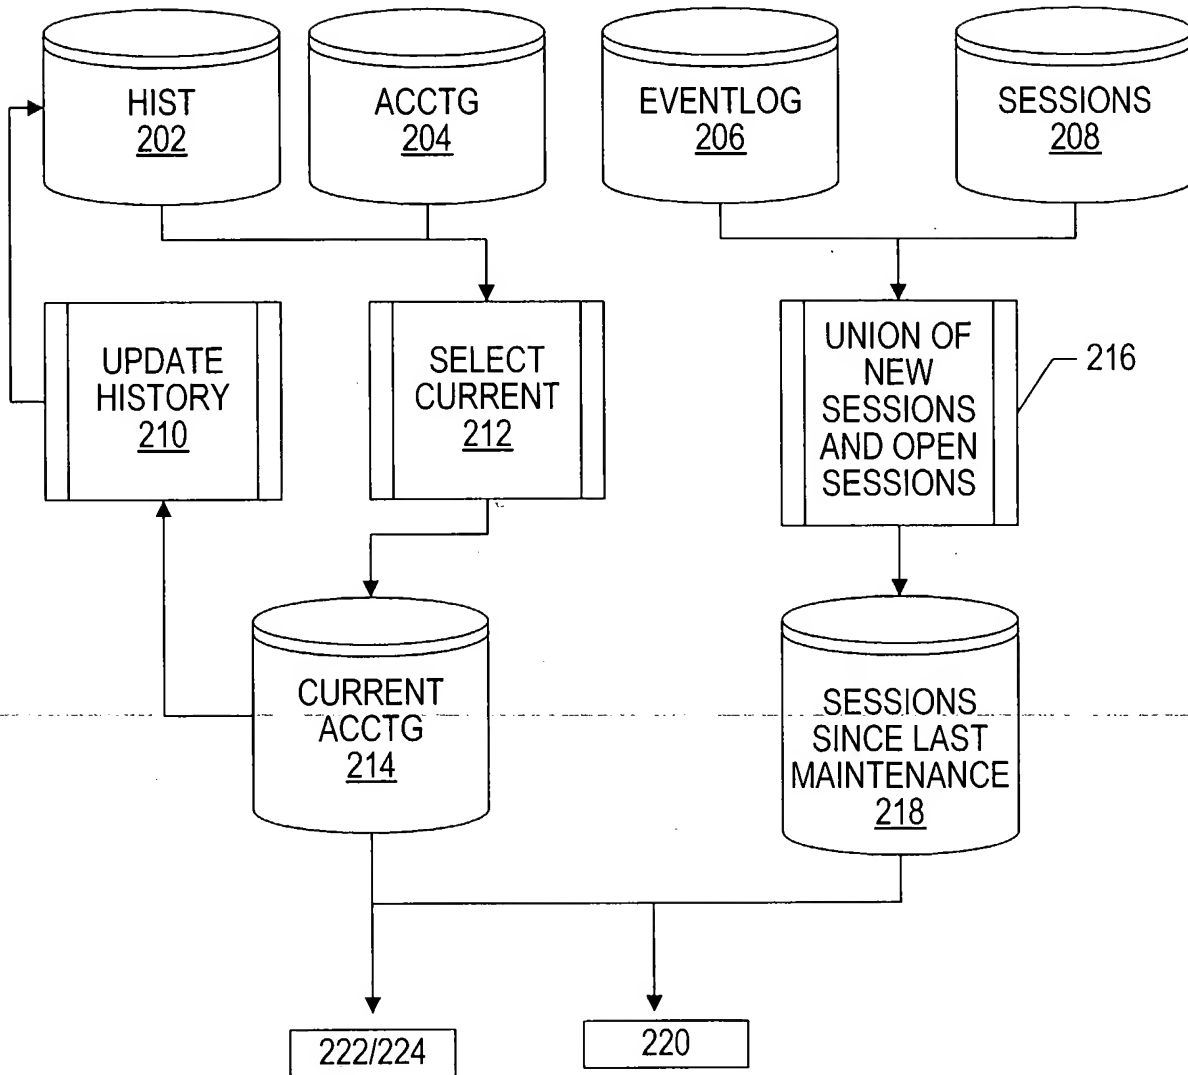 HIST
202
ACCTG
204
EVENTLOG
206
SESSIONS
208
UPDATE
HISTORY
210
SELECT
CURRENT
212
UNION OF
NEW
SESSIONS
AND OPEN
SESSIONS
216
CURRENT
ACCTG
214
SESSIONS
SINCE LAST
MAINTENANCE
218
222/224
220